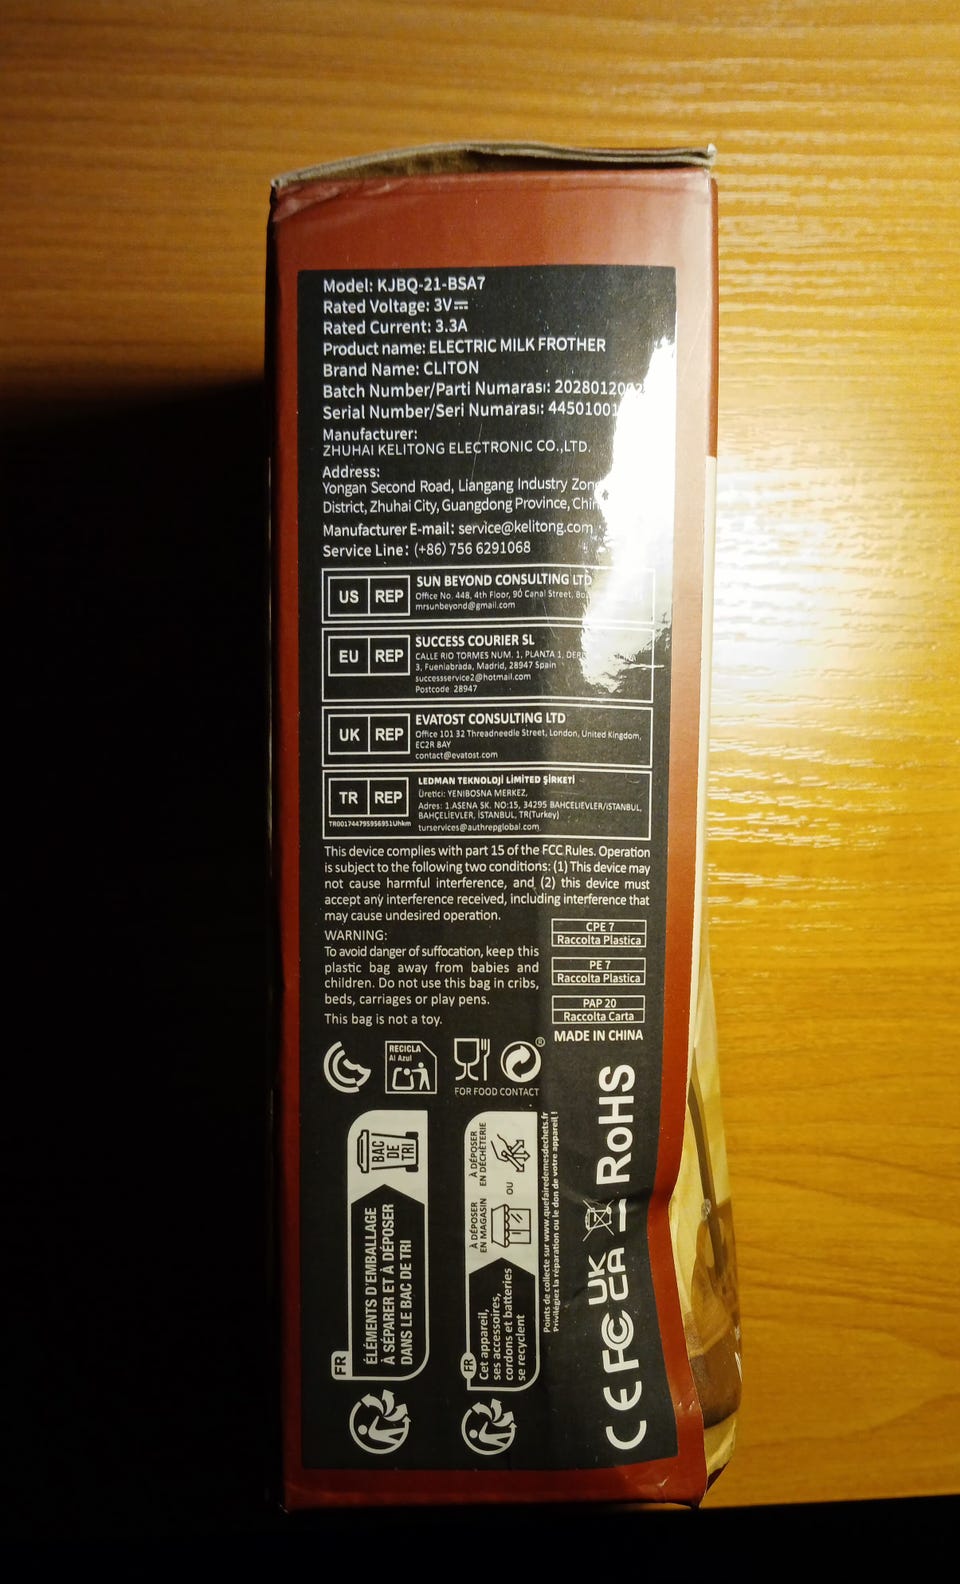 Model: KJBQ-21-BSA7
Rated Voltage: 3V
Rated Current: 3.3A
Product name: ELECTRIC MILK FROTHER
Brand Name: CLITON
Batch Number/Parti Numarası:
Serial Number/Seri Numarası:
Manufacturer:
ZHUHAI KELITONG ELECTRONIC CO.,LTD.
Address:
Yongan Second Road, Liangang Industry
District, Zhuhai City, Guangdong Province,
Manufacturer E-mail: service@kelitong.com
Service Line: (+86) 756 6291068
US REP
SUN BEYOND CONSULTING LTD
Office No. 448, 4th Floor, 90 Canal Street,
mrsunbeyond@gmail.com
EU REP
SUCCESS COURIER SL
CALLE RIO TORMES NUM. 1, PLANTA 1,
3, Fuenlabrada, Madrid, 28947 Spain
successservice2@hotmail.com
Postcode 28947
UK REP
EVATOST CONSULTING LTD
Office 101 32 Threadneedle Street, London, United Kingdom,
EC2R 8AY
contact@evatost.com
TR REP
LEDMAN TEKNOLOJİ LİMİTED ŞİRKETİ
Üretici: YENIBOSNA MERKEZ,
Adres: 1.ASENA SK. NO:15, 34295 BAHCELIEVLER/ISTANBUL,
BAHÇELİEVLER, İSTANBUL, TR(Turkey)
turservices@authrepglobal.com
This device complies with part 15 of the FCC Rules. Operation
is subject to the following two conditions: (1) This device may
not cause harmful interference, and (2) this device must
accept any interference received, including interference that
may cause undesired operation.
WARNING:
To avoid danger of suffocation, keep this
plastic bag away from babies and
children. Do not use this bag in cribs,
beds, carriages or play pens.
This bag is not a toy.
CPE 7
Raccolta Plastica
PE 7
Raccolta Plastica
PAP 20
Raccolta Carta
MADE IN CHINA
RECICLA
Al Azul
®
FOR FOOD CONTACT
FR
ÉLÉMENTS D'EMBALLAGE
À SÉPARER ET À DÉPOSER
DANS LE BAC DE TRI
BAC
DE
TRI
FR
Cet appareil,
ses accessoires,
cordons et batteries
se recyclent
À DÉPOSER
EN MAGASIN
OU
À DÉPOSER
EN DÉCHÈTERIE
Points de collecte sur www.quefairedemesdechets.fr
Privilégiez la réparation ou le don de votre appareil !
CE FC UK
CA RoHS